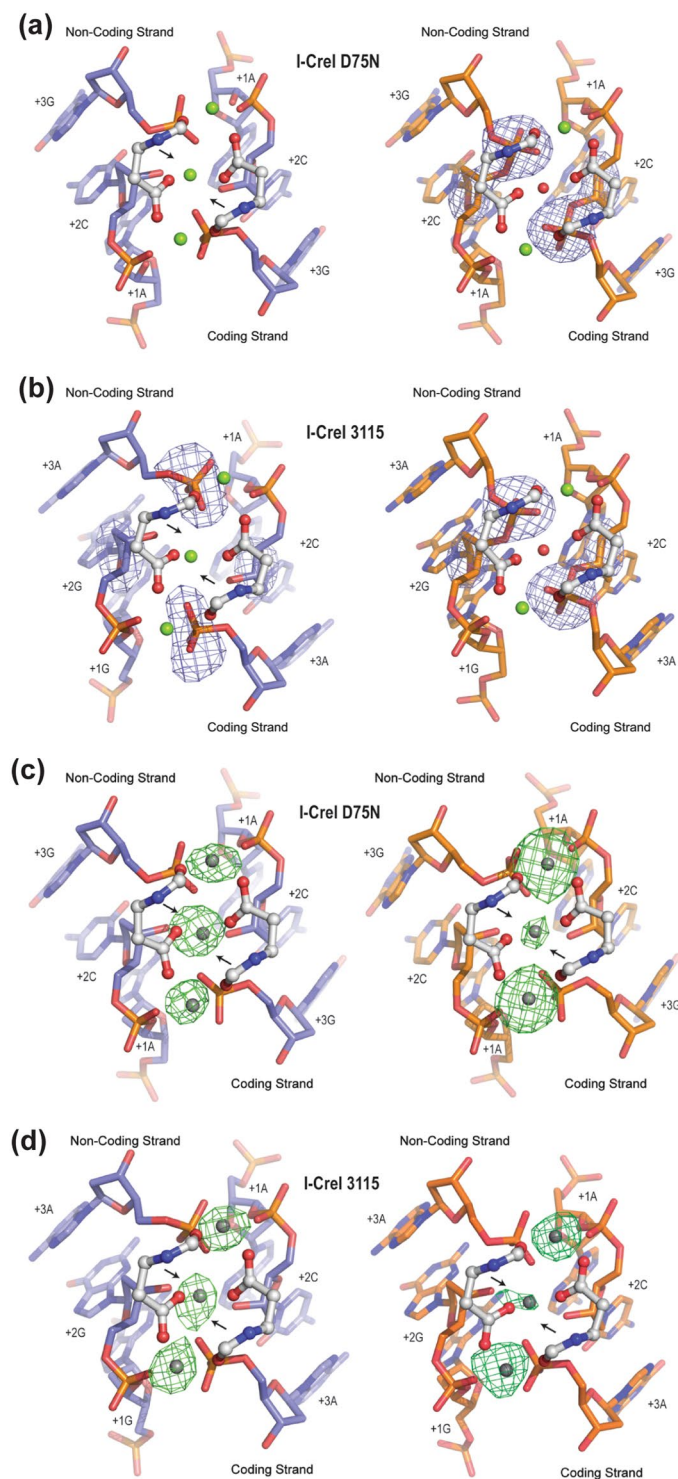 (a)
Non-Coding Strand
I-CreI D75N
Non-Coding Strand
+1A
+1A
+3G
+3G
+2C
+2C
+2C
+2C
+1A
+3G
+1A
+3G
Coding Strand
Coding Strand
(b)
Non-Coding Strand
Non-Coding Strand
I-CreI 3115
+1A
+1A
+3A
+3A
+2C
+2C
+2G
+2G
+1G
+3A
+1G
+3A
Coding Strand
Coding Strand
(c)
Non-Coding Strand
Non-Coding Strand
I-CreI D75N
+1A
+1A
+3G
+3G
+2C
+2C
+2C
+2C
+3G
+3G
+1A
+1A
Coding Strand
Coding Strand
(d)
Non-Coding Strand
Non-Coding Strand
I-CreI 3115
+1A
+1A
+3A
+3A
+2C
+2C
+2G
+2G
+1G
+3A
+1G
+3A
Coding Strand
Coding Strand